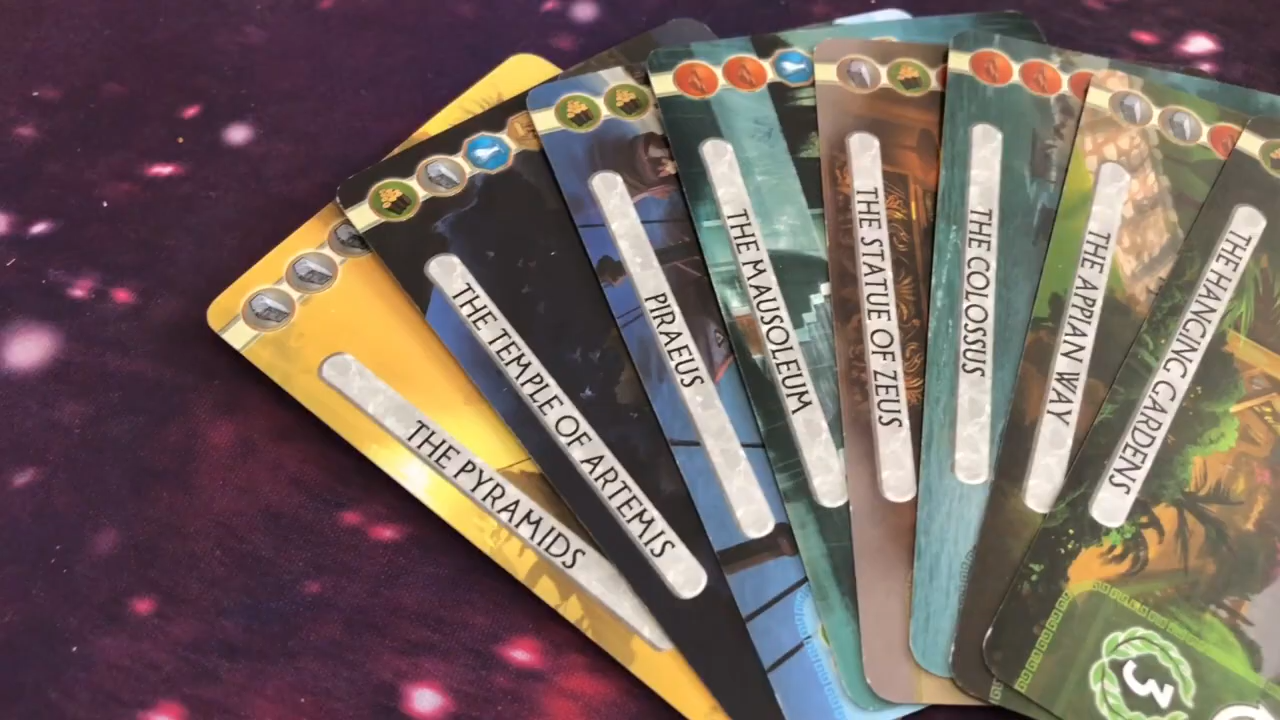 THE PYRAMIDS
THE TEMPLE OF ARTEMIS
PIRAEUS
THE MAUSOLEUM
THE STATUE OF ZEUS
THE COLOSSUS
THE APPIAN WAY
THE HANGING GARDENS
3